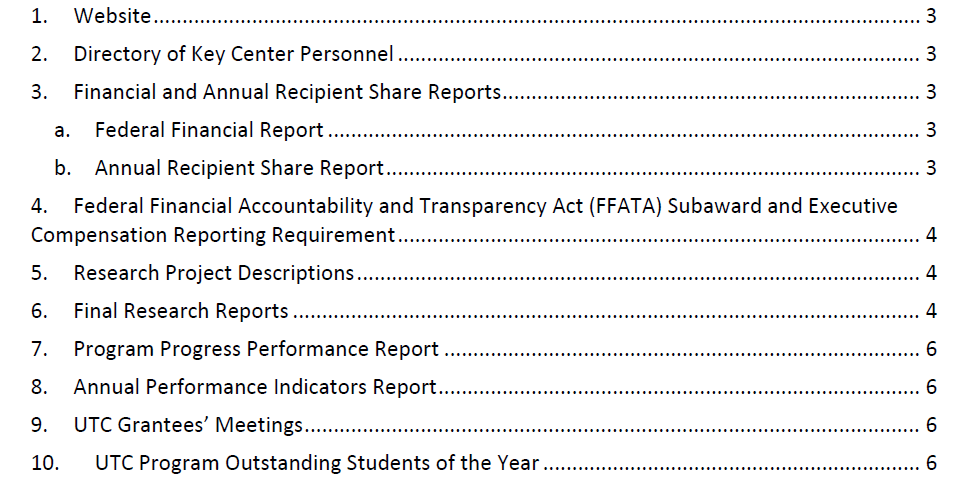 1. Website.......... 3
2. Directory of Key Center Personnel.......... 3
3. Financial and Annual Recipient Share Reports.......... 3
a. Federal Financial Report.......... 3
b. Annual Recipient Share Report.......... 3
4. Federal Financial Accountability and Transparency Act (FFATA) Subaward and Executive
Compensation Reporting Requirement.......... 4
5. Research Project Descriptions.......... 4
6. Final Research Reports.......... 4
7. Program Progress Performance Report.......... 6
8. Annual Performance Indicators Report.......... 6
9. UTC Grantees’ Meetings.......... 6
10. UTC Program Outstanding Students of the Year.......... 6